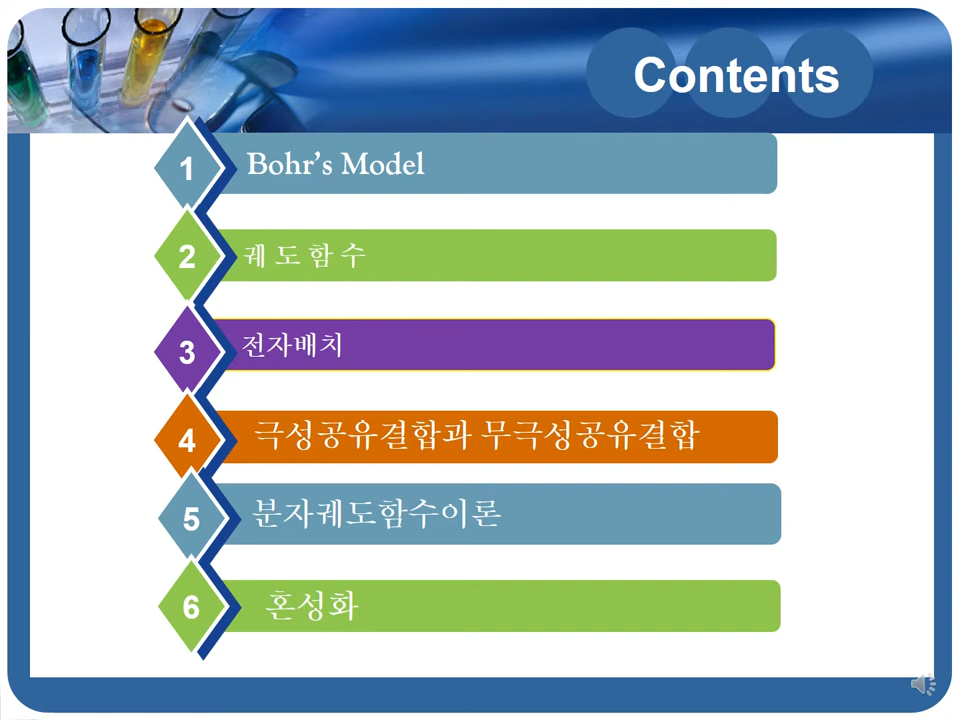 Contents
1 Bohr's Model
2 궤 도 함 수
3 전자배치
4 극성공유결합과 무극성공유결합
5 분자궤도함수이론
6 혼성화